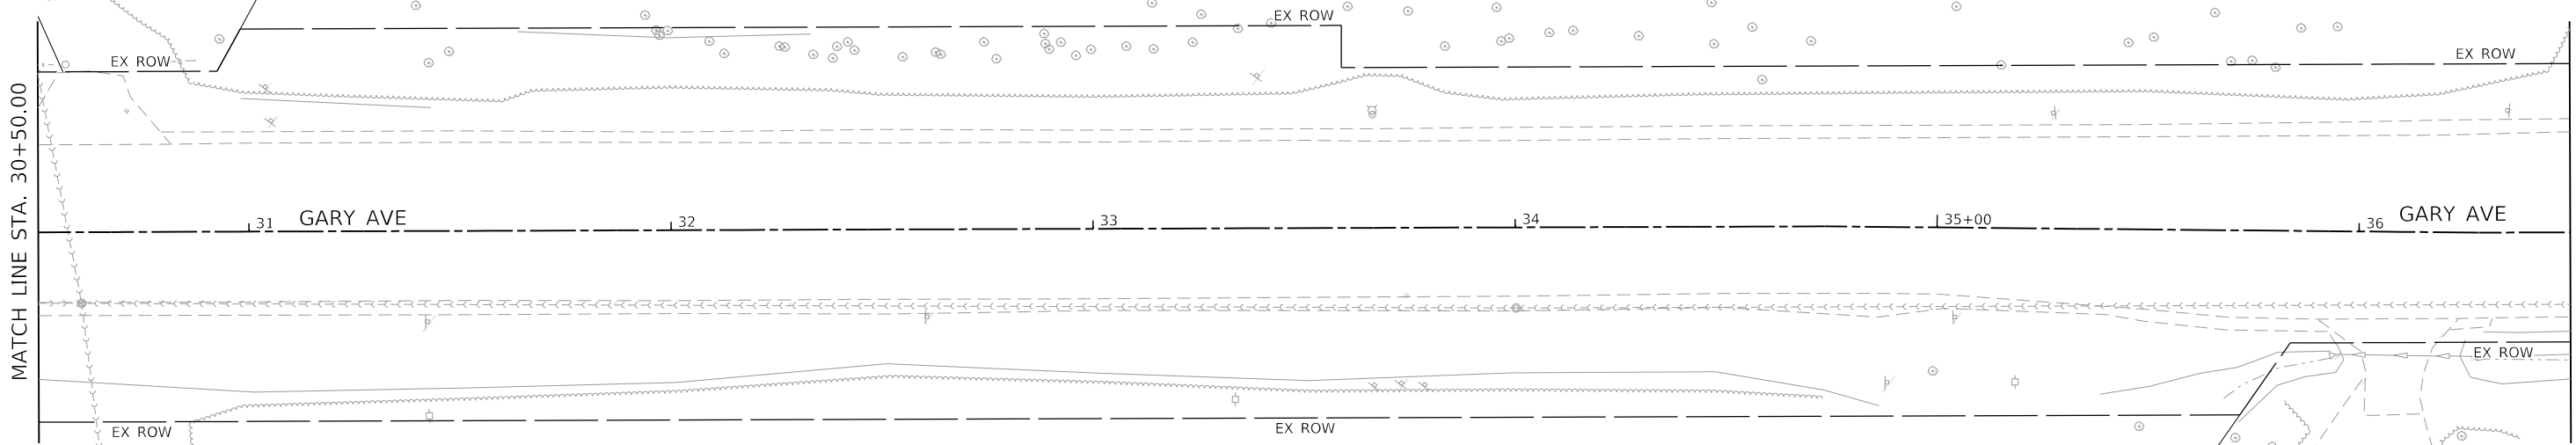 EX ROW
EX ROW
EX ROW
MATCH LINE STA. 30+50.00
31
GARY AVE
32
33
34
35+00
36
GARY AVE
EX ROW
EX ROW
EX ROW